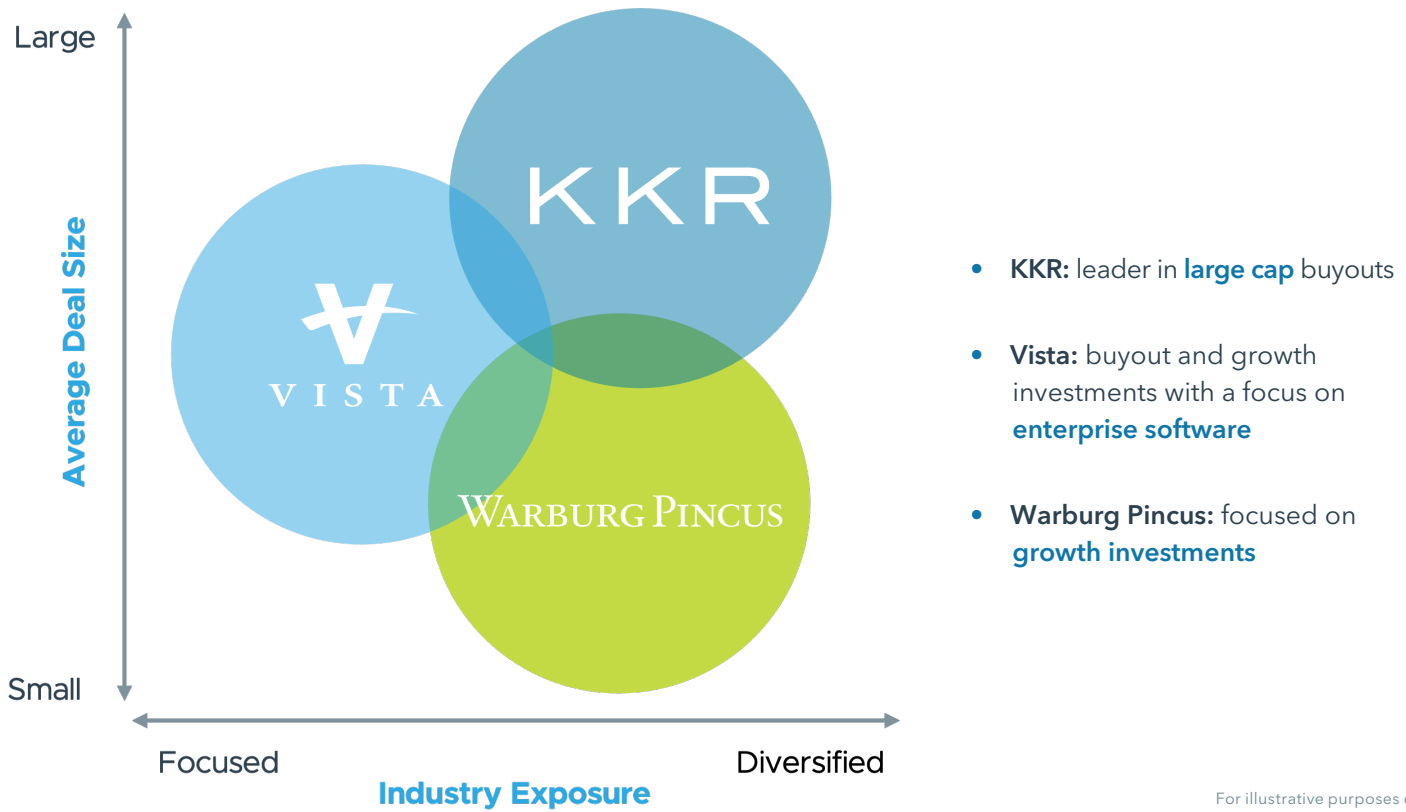 Large
KKR
VISTA
WARBURG PINCUS
Average Deal Size
Small
Focused
Diversified
Industry Exposure
• KKR: leader in large cap buyouts
• Vista: buyout and growth
investments with a focus on
enterprise software
• Warburg Pincus: focused on
growth investments
For illustrative purposes